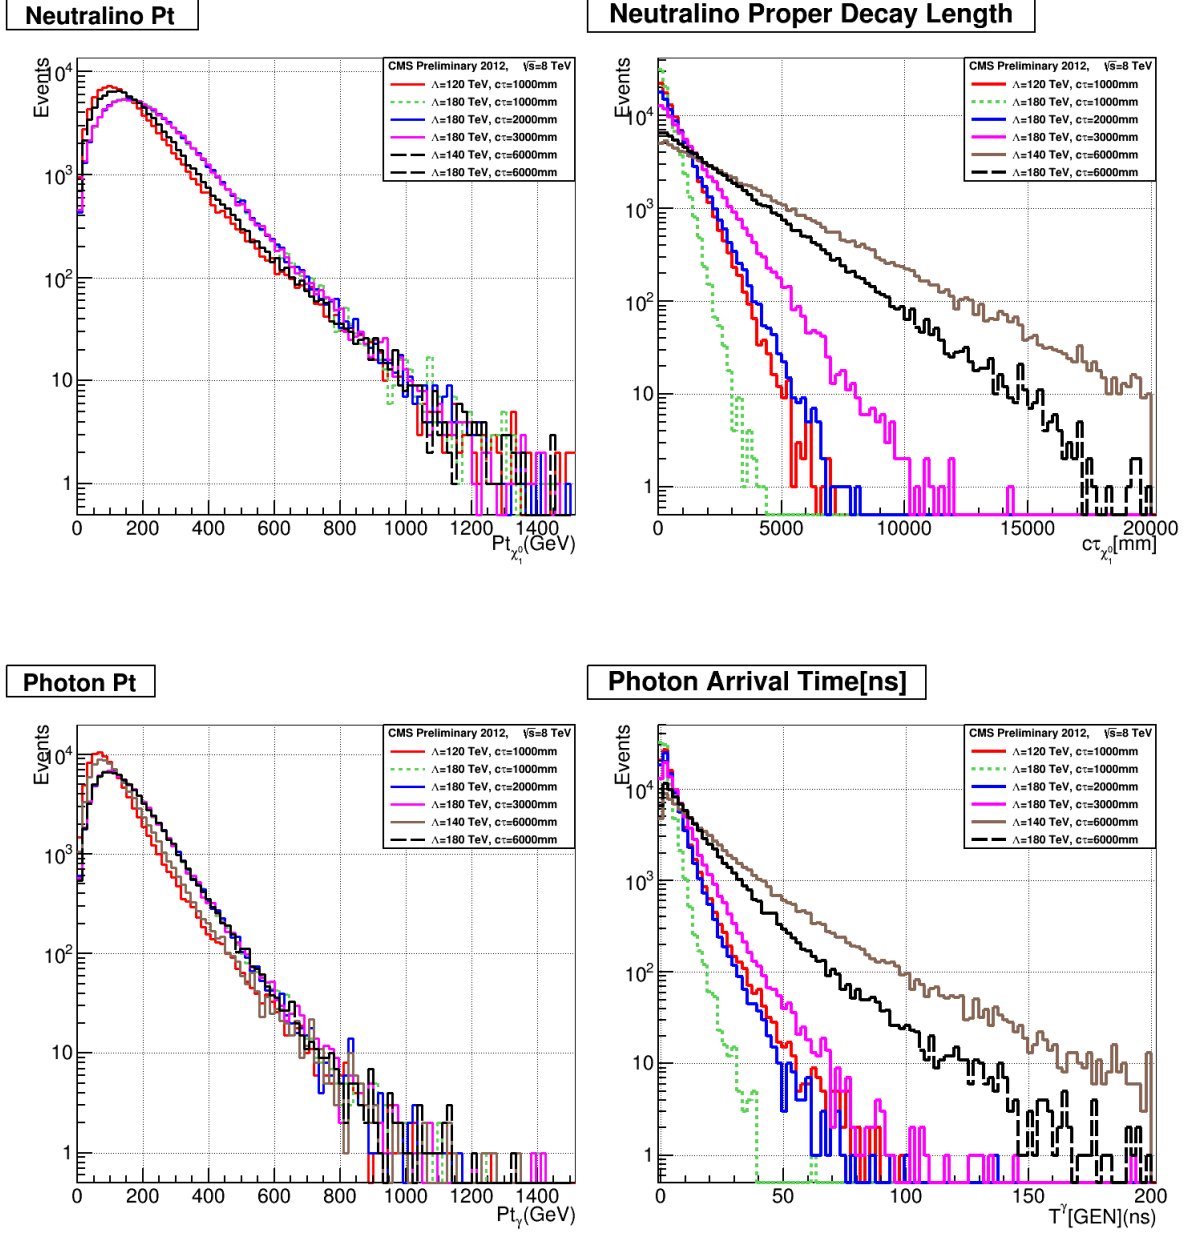 Neutralino Pt
Events
CMS Preliminary 2012, √s=8 TeV
Λ=120 TeV, cτ=1000mm
Λ=180 TeV, cτ=1000mm
Λ=180 TeV, cτ=2000mm
Λ=180 TeV, cτ=3000mm
Λ=140 TeV, cτ=6000mm
Λ=180 TeV, cτ=6000mm
10⁴
10³
10²
10
1
0 200 400 600 800 1000 1200 1400
Pt_χ⁰₁(GeV)
Neutralino Proper Decay Length
Events
CMS Preliminary 2012, √s=8 TeV
Λ=120 TeV, cτ=1000mm
Λ=180 TeV, cτ=1000mm
Λ=180 TeV, cτ=2000mm
Λ=180 TeV, cτ=3000mm
Λ=140 TeV, cτ=6000mm
Λ=180 TeV, cτ=6000mm
10⁴
10³
10²
10
1
0 5000 10000 15000 20000
cτ_χ⁰₁[mm]
Photon Pt
Events
CMS Preliminary 2012, √s=8 TeV
Λ=120 TeV, cτ=1000mm
Λ=180 TeV, cτ=1000mm
Λ=180 TeV, cτ=2000mm
Λ=180 TeV, cτ=3000mm
Λ=140 TeV, cτ=6000mm
Λ=180 TeV, cτ=6000mm
10⁴
10³
10²
10
1
0 200 400 600 800 1000 1200 1400
Pt_γ(GeV)
Photon Arrival Time[ns]
Events
CMS Preliminary 2012, √s=8 TeV
Λ=120 TeV, cτ=1000mm
Λ=180 TeV, cτ=1000mm
Λ=180 TeV, cτ=2000mm
Λ=180 TeV, cτ=3000mm
Λ=140 TeV, cτ=6000mm
Λ=180 TeV, cτ=6000mm
10⁴
10³
10²
10
1
0 50 100 150 200
T^γ[GEN](ns)